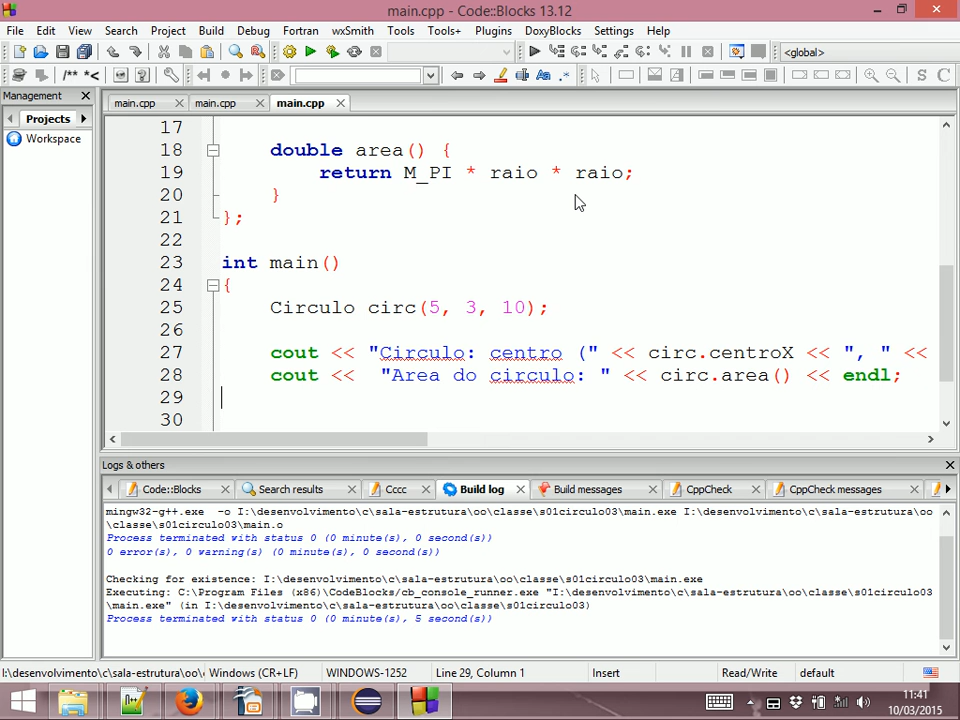 main.cpp - Code::Blocks 13.12
File Edit View Search Project Build Debug Fortran wxSmith Tools Tools+ Plugins DoxyBlocks Settings Help
<global>
/** *<
Management
main.cpp main.cpp main.cpp
Projects
Workspace
17
18 double area() {
19 return M_PI * raio * raio;
20 }
21 };
22
23 int main()
24 {
25 Circulo circ(5, 3, 10);
26
27 cout << "Circulo: centro (" << circ.centroX << ", " <<
28 cout << "Area do circulo: " << circ.area() << endl;
29
30
Logs & others
Code::Blocks Search results Cccc Build log Build messages CppCheck CppCheck messages
mingw32-g++.exe -o I:\desenvolvimento\c\sala-estrutura\oo\classe\s01circulo03\main.exe I:\desenvolvimento\c\sala-estrutura\oo
\classe\s01circulo03\main.o
Process terminated with status 0 (0 minute(s), 0 second(s))
0 error(s), 0 warning(s) (0 minute(s), 0 second(s))
Checking for existence: I:\desenvolvimento\c\sala-estrutura\oo\classe\s01circulo03\main.exe
Executing: C:\Program Files (x86)\CodeBlocks/cb_console_runner.exe "I:\desenvolvimento\c\sala-estrutura\oo\classe\s01circulo03
\main.exe" (in I:\desenvolvimento\c\sala-estrutura\oo\classe\s01circulo03)
Process terminated with status 0 (0 minute(s), 5 second(s))
I:\desenvolvimento\c\sala-estrutura\oo\ Windows (CR+LF) WINDOWS-1252 Line 29, Column 1 Insert Read/Write default
11:41
10/03/2015